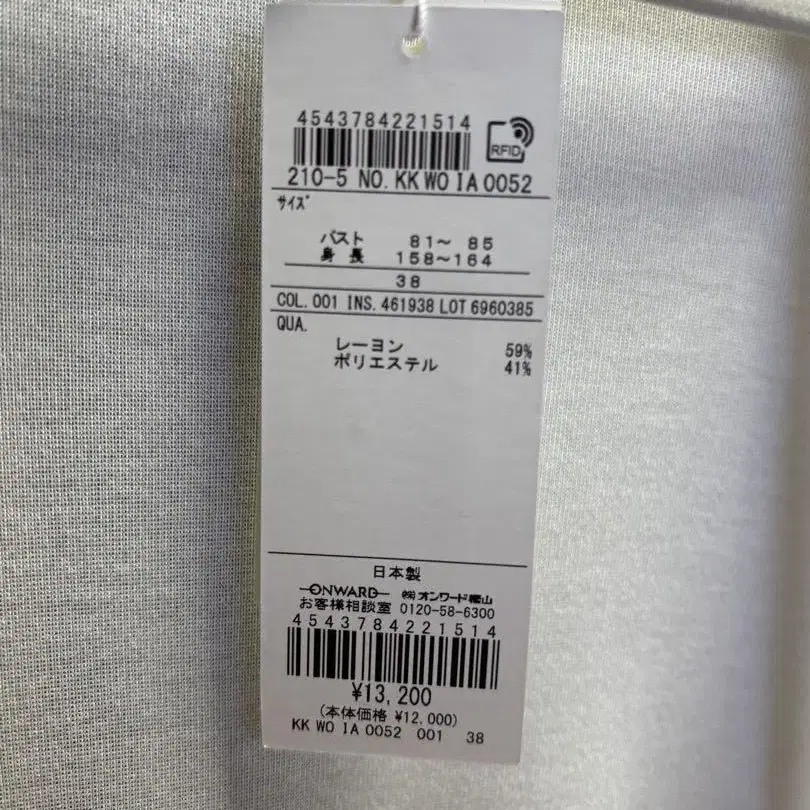 4543784221514
RFID
210-5 NO. KK WO IA 0052
サイズ
バスト 81～ 85
身長 158～164
38
COL. 001 INS. 461938 LOT 6960385
QUA.
レーヨン 59%
ポリエステル 41%
日本製
ONWARD ㈱オンワード樫山
お客様相談室 0120-58-6300
4543784221514
¥13,200
(本体価格 ¥12,000)
KK WO IA 0052 001 38